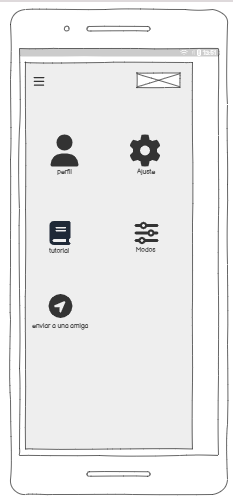 perfil
Ajuste
tutorial
Modos
enviar a una amiga